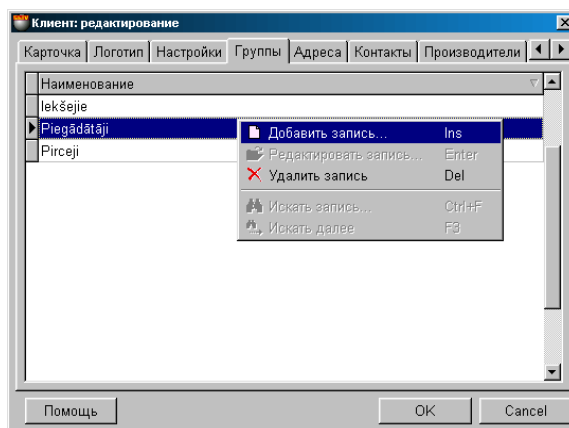 Клиент: редактирование
Карточка Логотип Настройки Группы Адреса Контакты Производители
Наименование
Iekšejie
Piegādātāji
Pirceji
Добавить запись... Ins
Редактировать запись... Enter
Удалить запись Del
Искать запись... Ctrl+F
Искать далее F3
Помощь OK Cancel